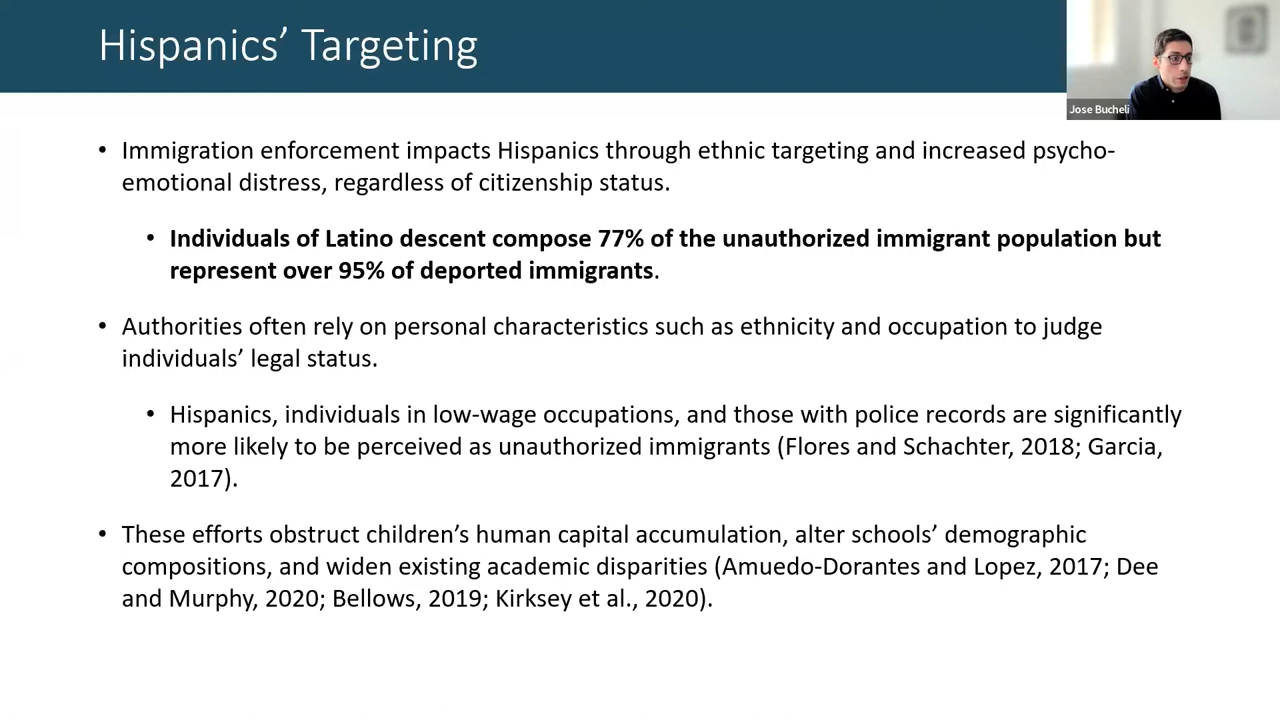 Hispanics’ Targeting
Jose Bucheli
• Immigration enforcement impacts Hispanics through ethnic targeting and increased psycho-
emotional distress, regardless of citizenship status.
• Individuals of Latino descent compose 77% of the unauthorized immigrant population but
represent over 95% of deported immigrants.
• Authorities often rely on personal characteristics such as ethnicity and occupation to judge
individuals’ legal status.
• Hispanics, individuals in low-wage occupations, and those with police records are significantly
more likely to be perceived as unauthorized immigrants (Flores and Schachter, 2018; Garcia,
2017).
• These efforts obstruct children’s human capital accumulation, alter schools’ demographic
compositions, and widen existing academic disparities (Amuedo-Dorantes and Lopez, 2017; Dee
and Murphy, 2020; Bellows, 2019; Kirksey et al., 2020).